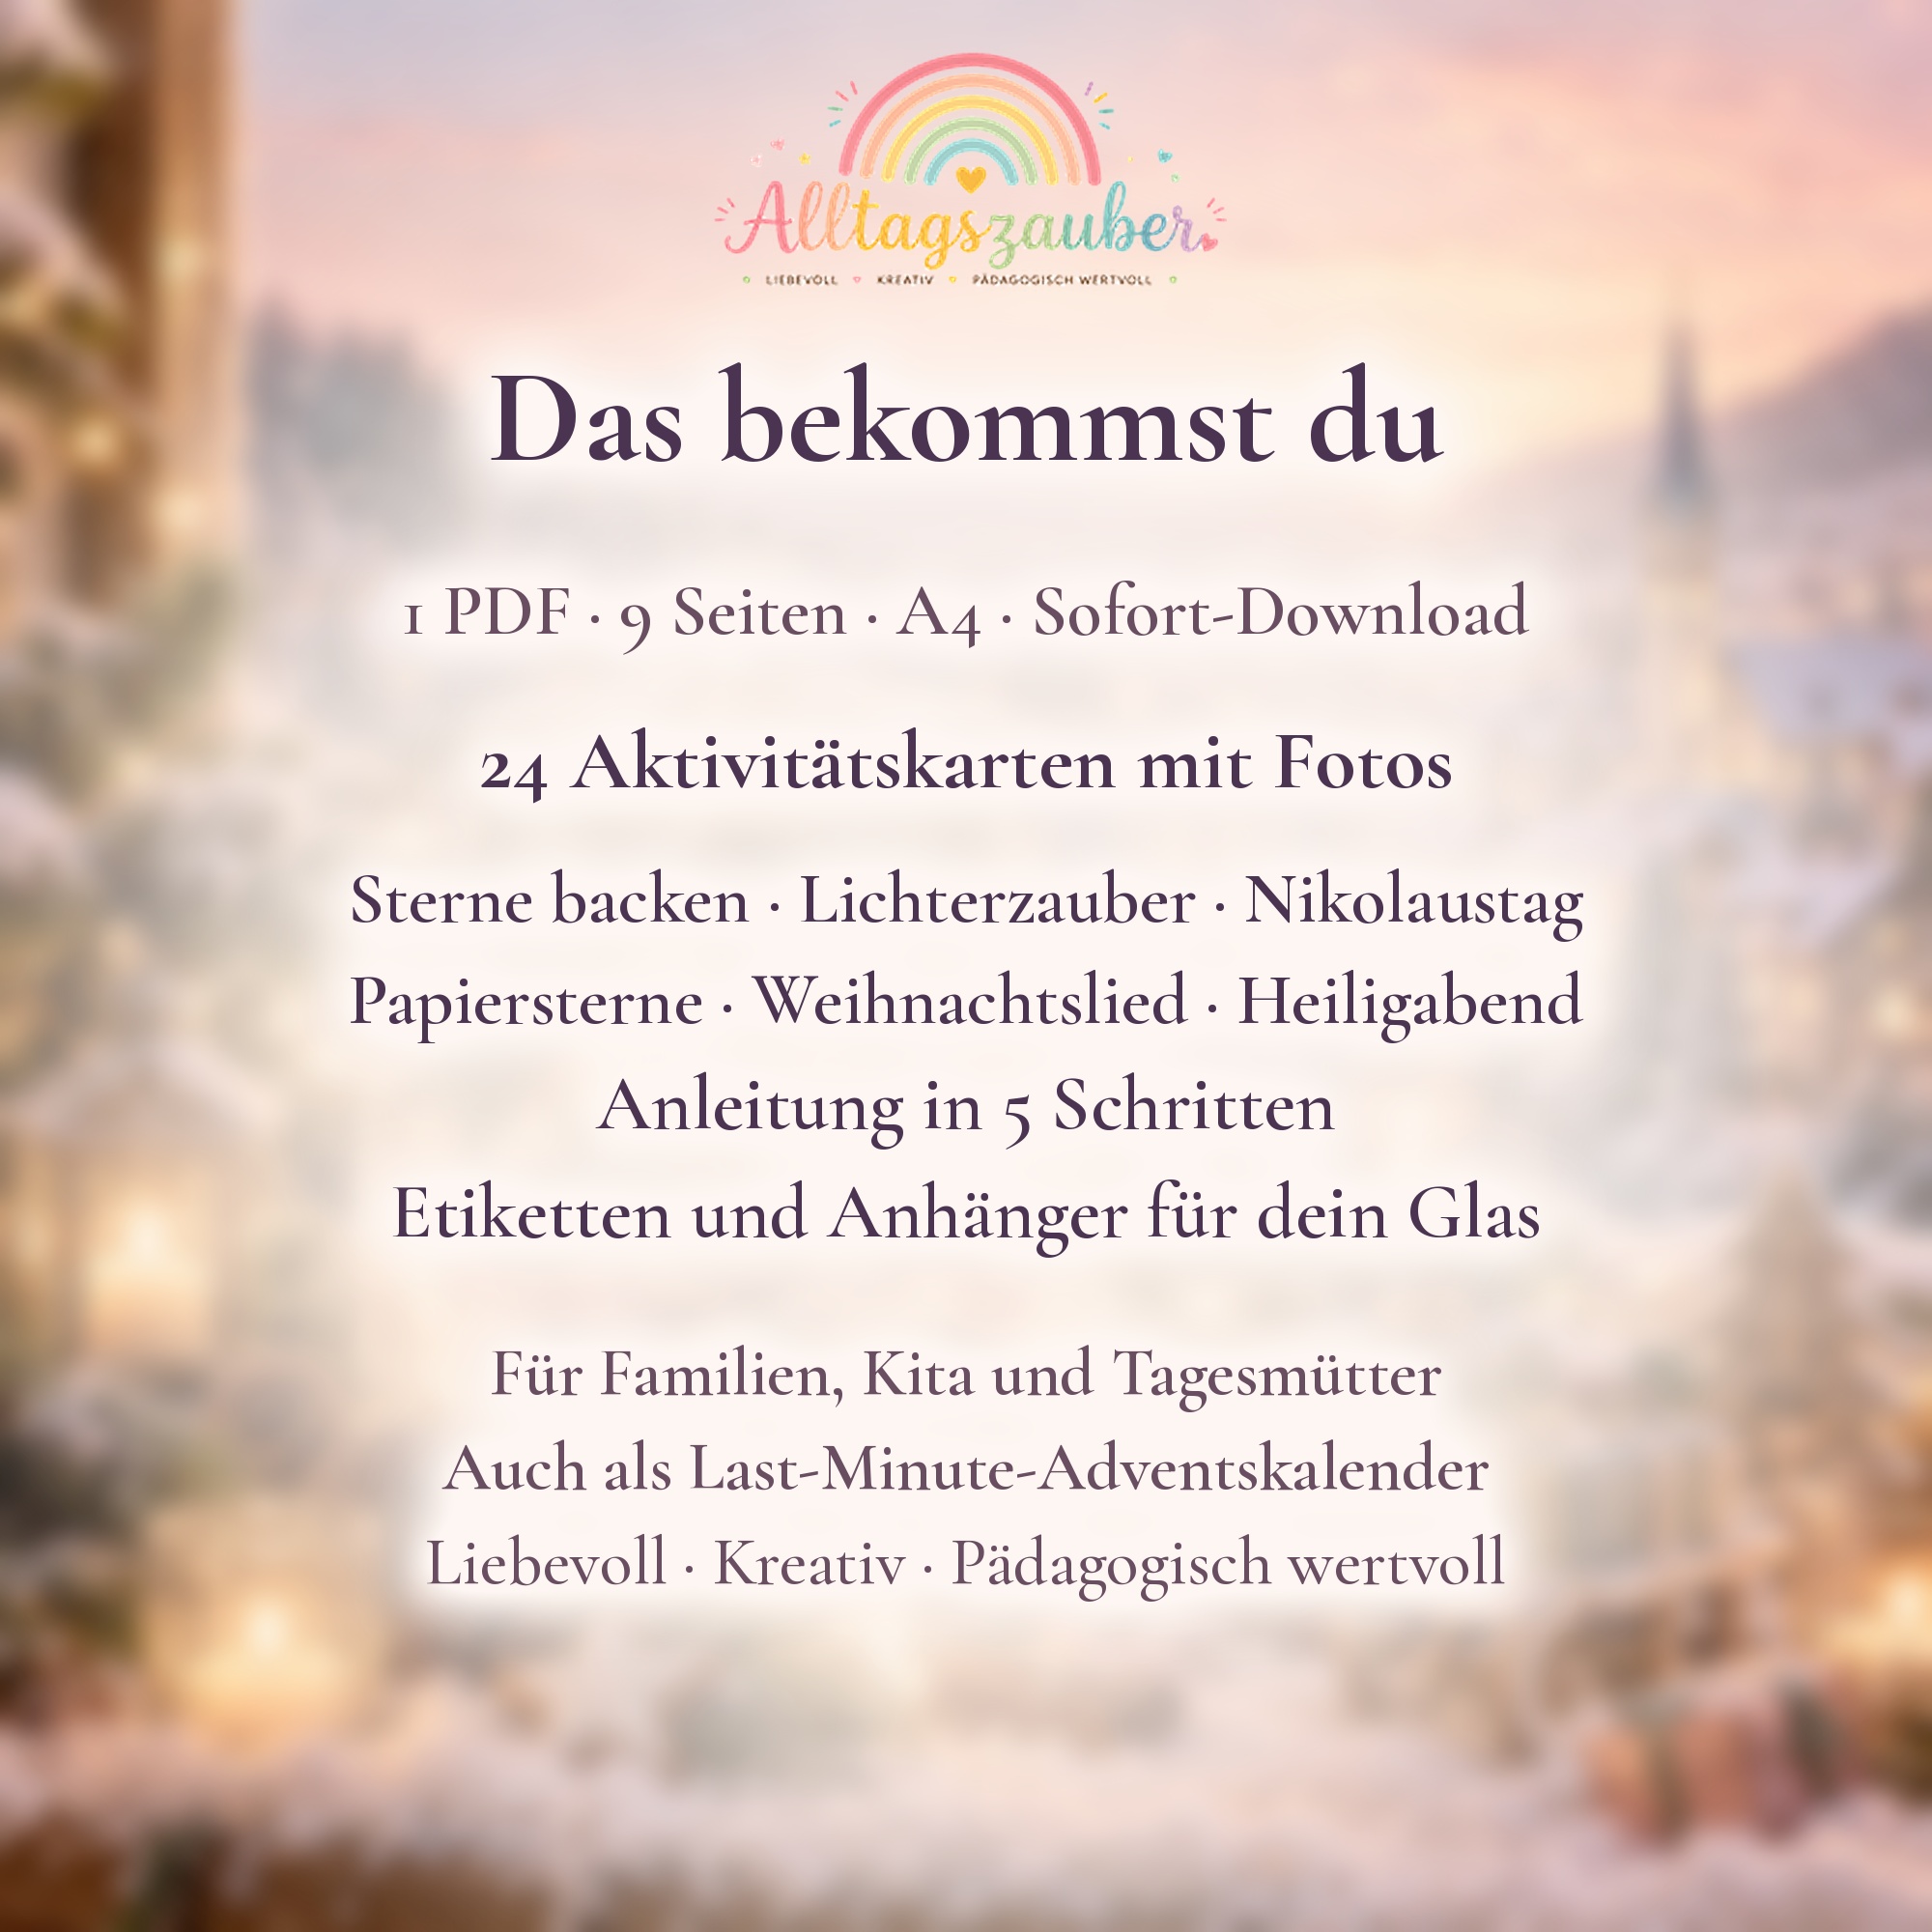 Alltagszauber
LIEBEVOLL KREATIV PÄDAGOGISCH WERTVOLL
Das bekommst du
1 PDF · 9 Seiten · A4 · Sofort-Download
24 Aktivitätskarten mit Fotos
Sterne backen · Lichterzauber · Nikolaustag
Papiersterne · Weihnachtslied · Heiligabend
Anleitung in 5 Schritten
Etiketten und Anhänger für dein Glas
Für Familien, Kita und Tagesmütter
Auch als Last-Minute-Adventskalender
Liebevoll · Kreativ · Pädagogisch wertvoll